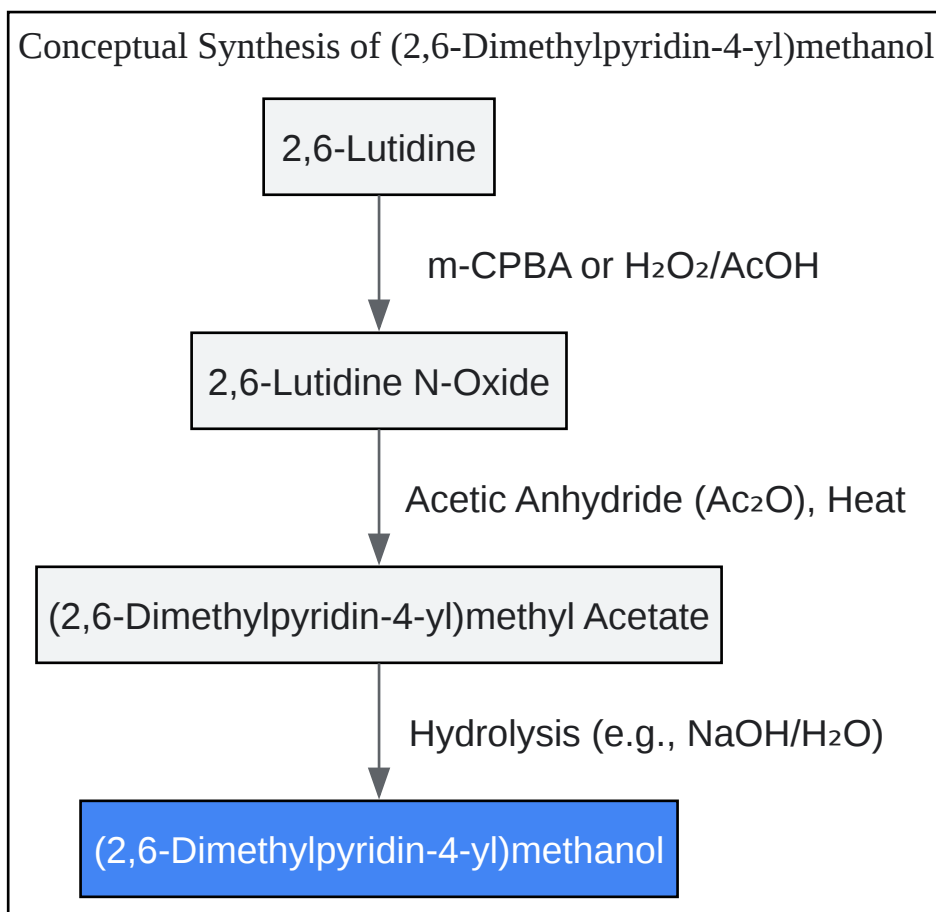 Conceptual Synthesis of (2,6-Dimethylpyridin-4-yl)methanol
2,6-Lutidine
m-CPBA or H₂O₂/AcOH
2,6-Lutidine N-Oxide
Acetic Anhydride (Ac₂O), Heat
(2,6-Dimethylpyridin-4-yl)methyl Acetate
Hydrolysis (e.g., NaOH/H₂O)
(2,6-Dimethylpyridin-4-yl)methanol